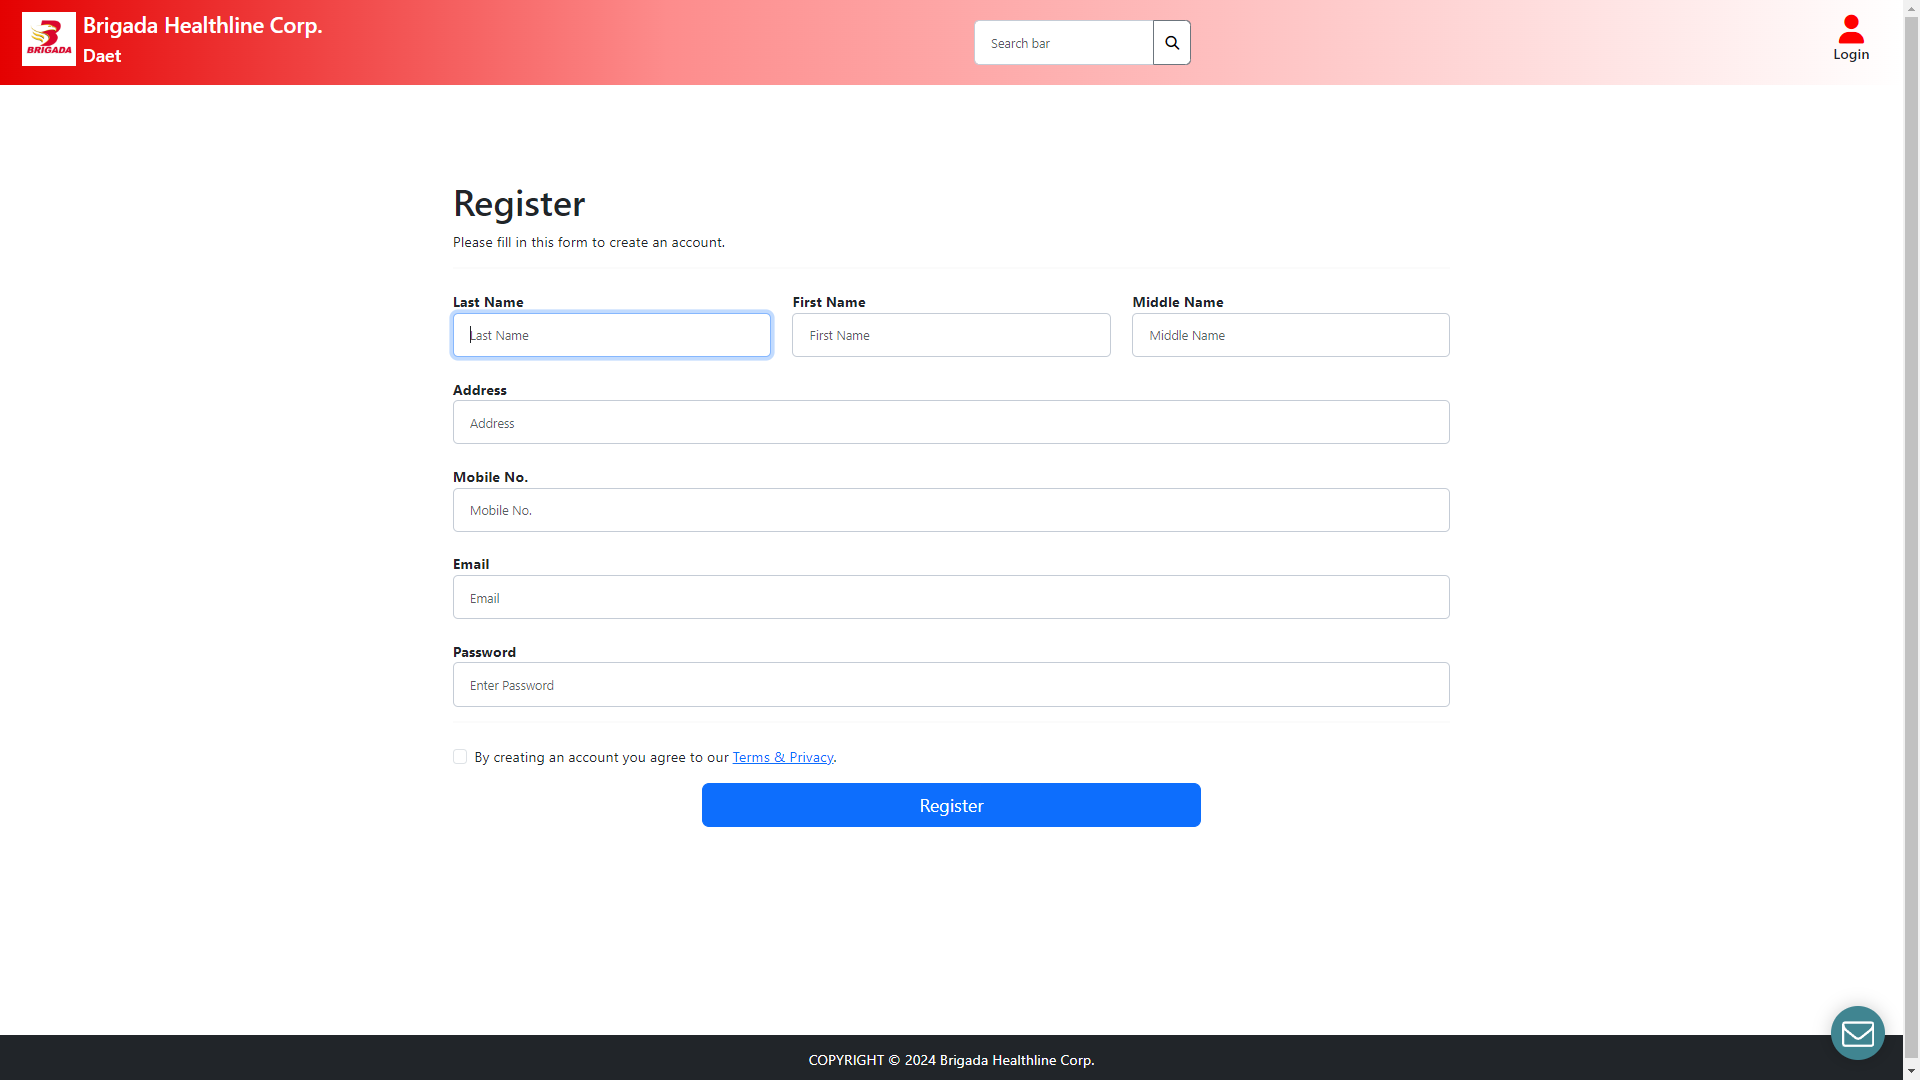 BRIGADA
Brigada Healthline Corp.
Daet
Search bar
Login
Register
Please fill in this form to create an account.
Last Name
First Name
Middle Name
Last Name
First Name
Middle Name
Address
Address
Mobile No.
Mobile No.
Email
Email
Password
Enter Password
By creating an account you agree to our Terms & Privacy.
Register
COPYRIGHT © 2024 Brigada Healthline Corp.